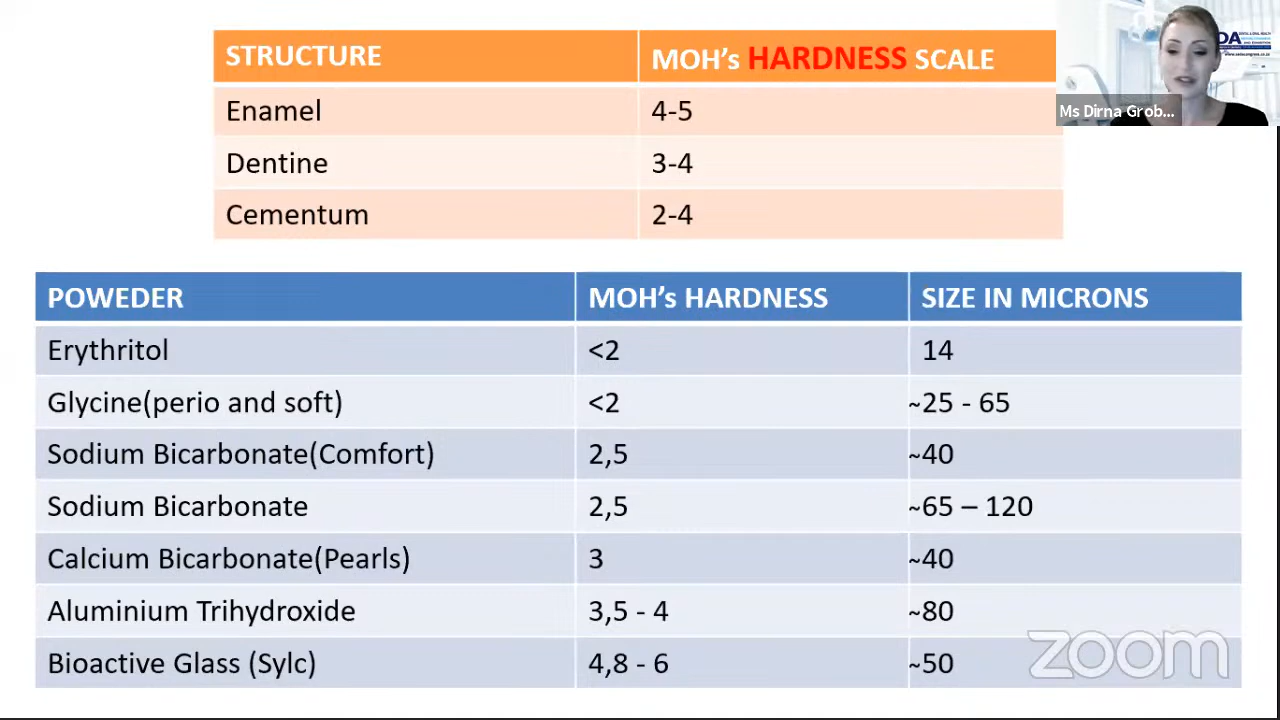 STRUCTURE MOH's HARDNESS SCALE
Enamel 4-5
Dentine 3-4
Cementum 2-4
Ms Dirna Grob...
POWEDER MOH's HARDNESS SIZE IN MICRONS
Erythritol <2 14
Glycine(perio and soft) <2 ~25 - 65
Sodium Bicarbonate(Comfort) 2,5 ~40
Sodium Bicarbonate 2,5 ~65 – 120
Calcium Bicarbonate(Pearls) 3 ~40
Aluminium Trihydroxide 3,5 - 4 ~80
Bioactive Glass (Sylc) 4,8 - 6 ~50
zoom